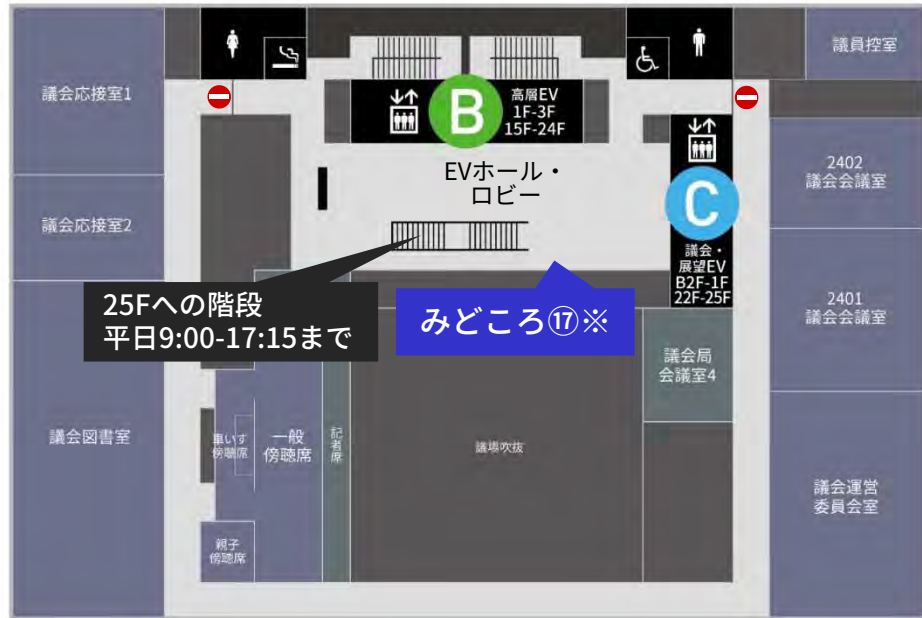 議会応接室1
議会応接室2
議会図書室
B
高層EV
1F-3F
15F-24F
EVホール・
ロビー
C
議会・
展望EV
B2F-1F
22F-25F
議員控室
2402
議会会議室
2401
議会会議室
議会運営
委員会室
25Fへの階段
平日9:00-17:15まで
みどころ⑰※
議会局
会議室4
車いす
傍聴席
一般
傍聴席
記者席
議場吹抜
親子
傍聴席